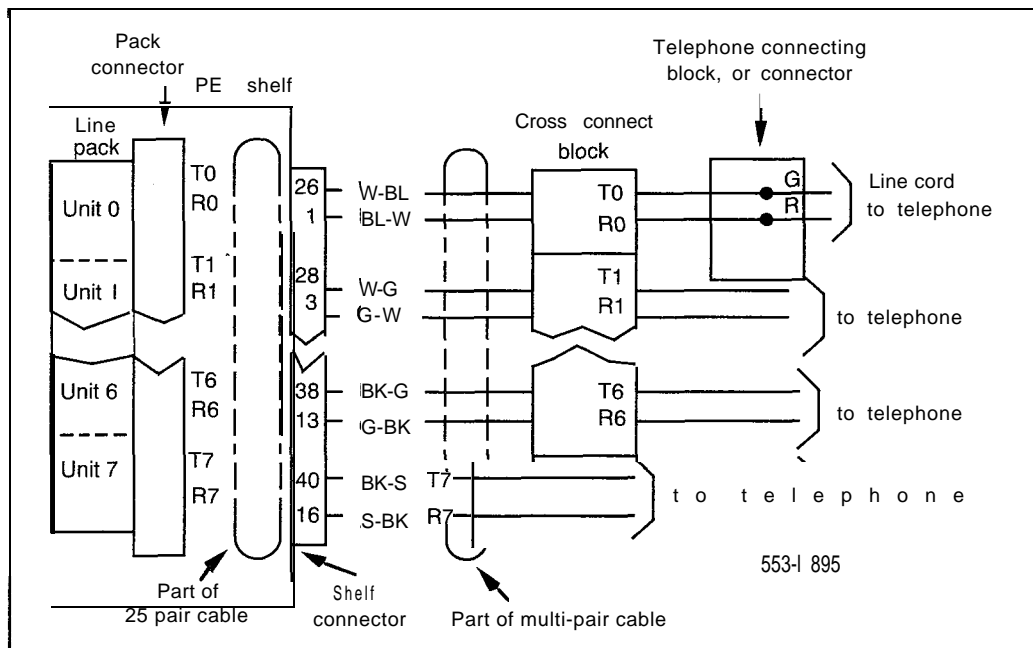 Pack
connector
PE shelf
Telephone connecting
block, or connector
Line
pack
Cross connect
block
Unit 0
T0
R0
26
1
W-BL
BL-W
T0
R0
G
R
Line cord
to telephone
Unit I
T1
R1
28
3
W-G
G-W
T1
R1
to telephone
Unit 6
T6
R6
38
13
BK-G
G-BK
T6
R6
to telephone
Unit 7
T7
R7
40
16
BK-S
S-BK
T7
R7
to telephone
553-I 895
Part of
25 pair cable
Shelf
connector
Part of multi-pair cable